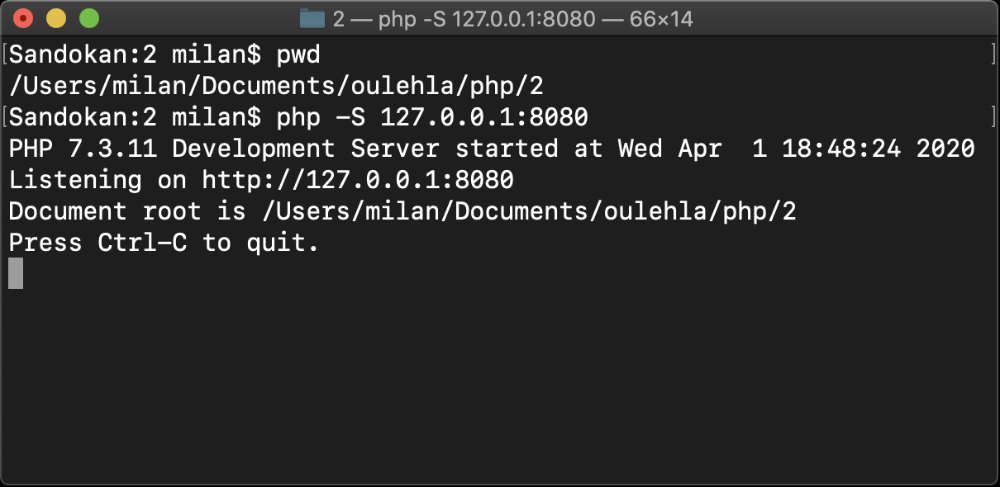 2 — php -S 127.0.0.1:8080 — 66×14
[Sandokan:2 milan$ pwd ]
/Users/milan/Documents/oulehla/php/2
[Sandokan:2 milan$ php -S 127.0.0.1:8080 ]
PHP 7.3.11 Development Server started at Wed Apr  1 18:48:24 2020
Listening on http://127.0.0.1:8080
Document root is /Users/milan/Documents/oulehla/php/2
Press Ctrl-C to quit.